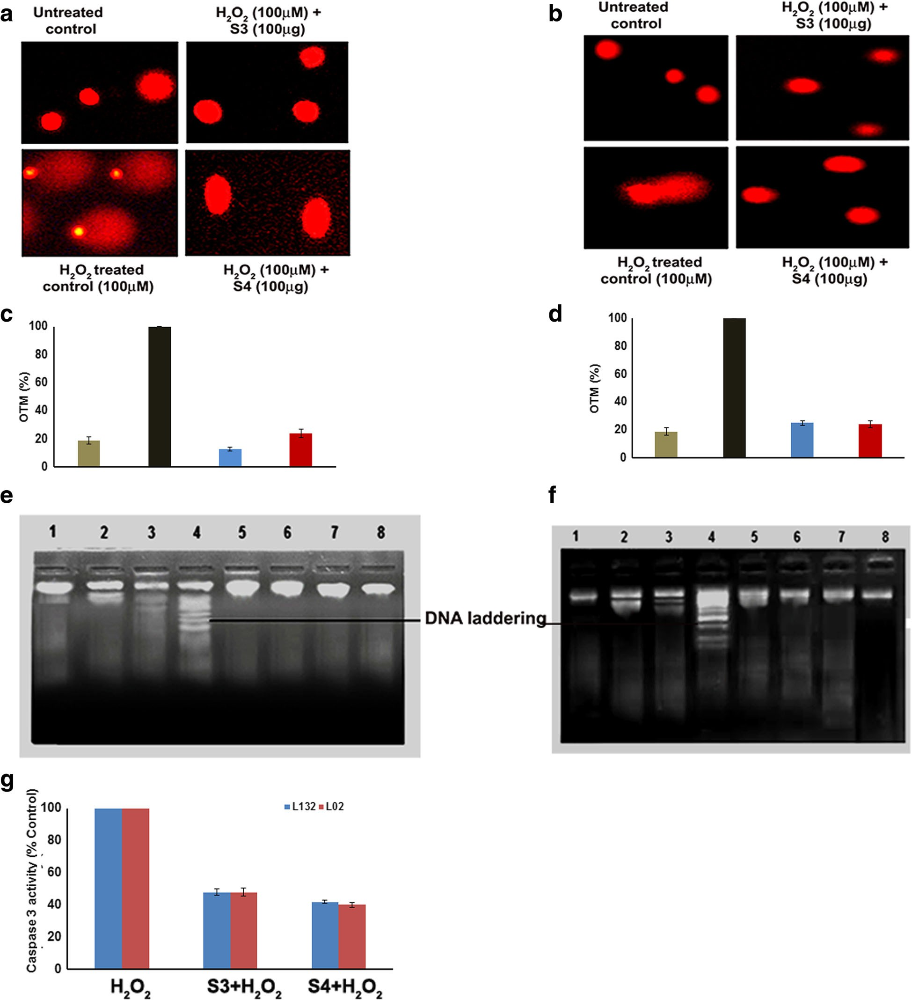 a
Untreated
control
H₂O₂ (100µM) +
S3 (100µg)
H₂O₂ treated
control (100µM)
H₂O₂ (100µM) +
S4 (100µg)
b
Untreated
control
H₂O₂ (100µM) +
S3 (100µg)
H₂O₂ treated
control (100µM)
H₂O₂ (100µM) +
S4 (100µg)
c
OTM (%)
100
80
60
40
20
0
d
OTM (%)
100
80
60
40
20
0
e
1 2 3 4 5 6 7 8
DNA laddering
f
1 2 3 4 5 6 7 8
g
Caspase 3 activity (% Control)
100
80
60
40
20
0
L132 L02
H₂O₂ S3+H₂O₂ S4+H₂O₂